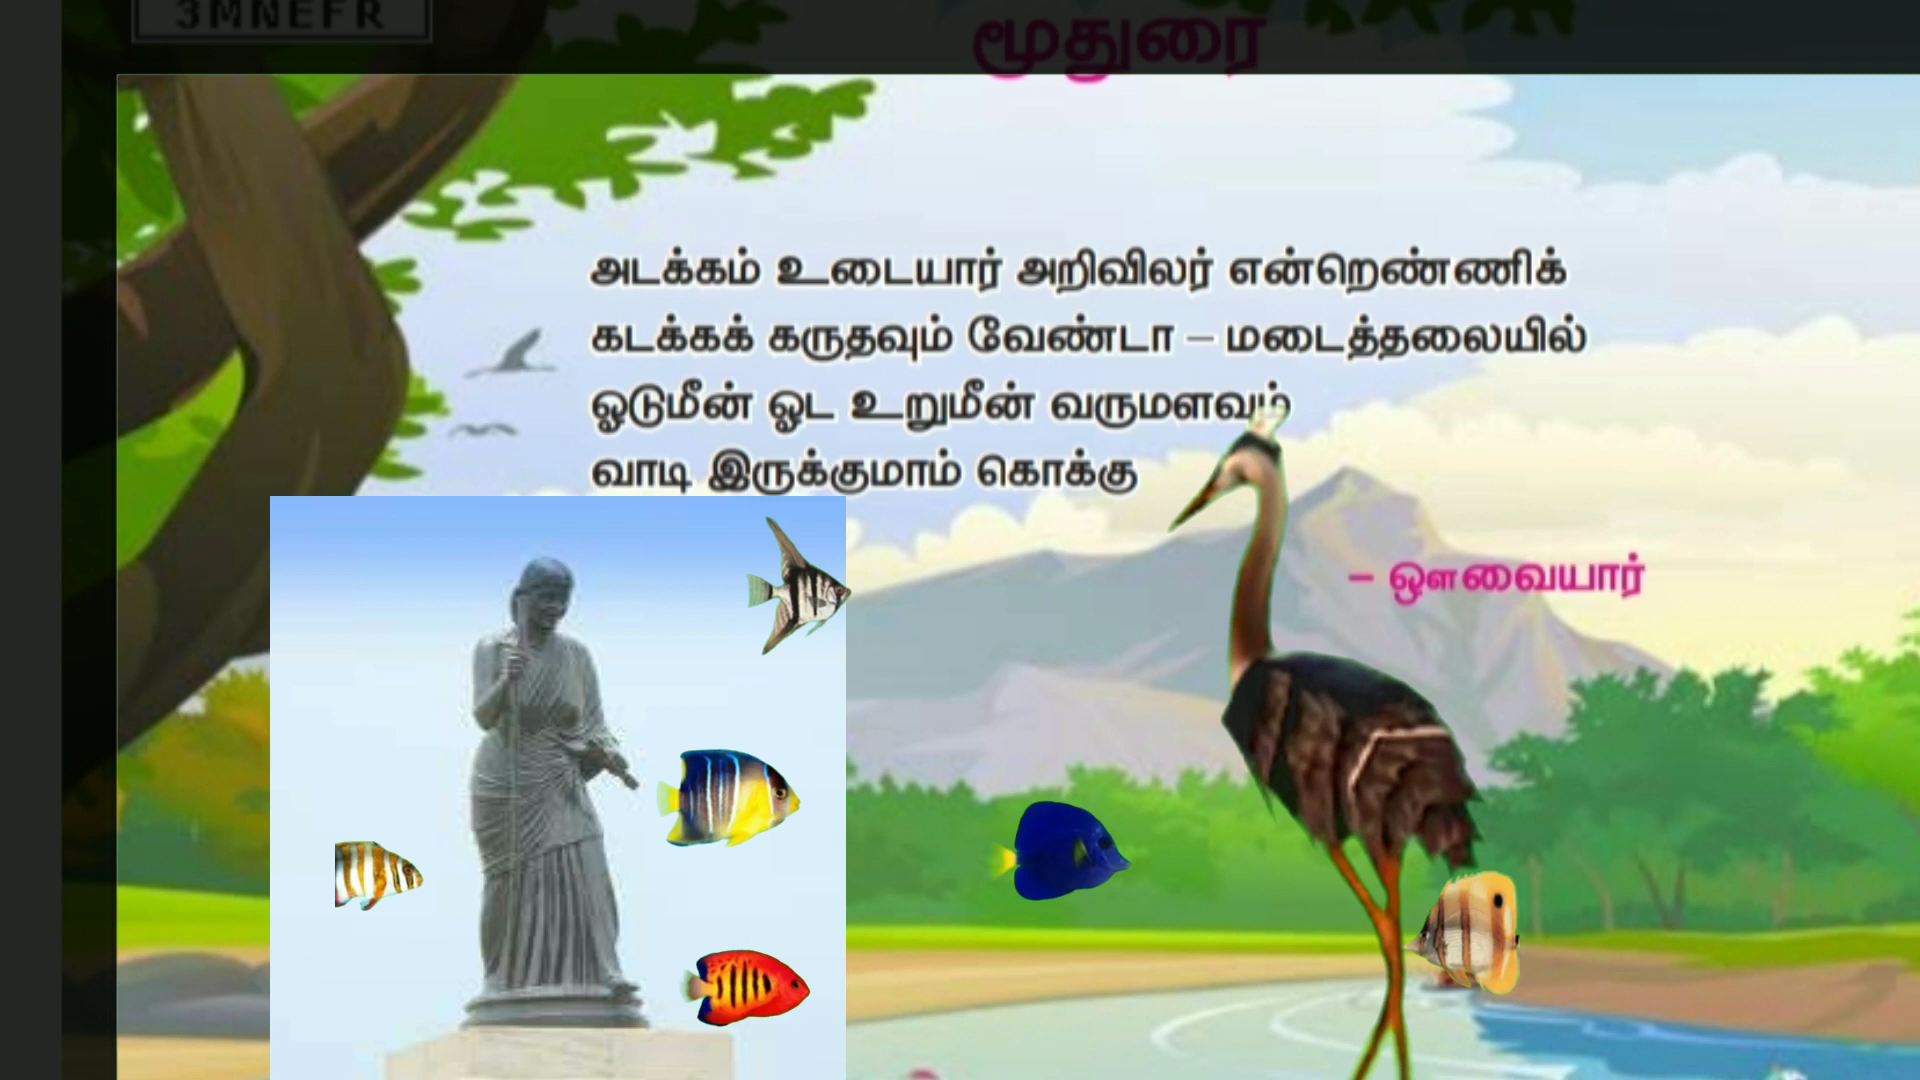 3MNEFR
மூதுரை
அடக்கம் உடையார் அறிவிலர் என்றெண்ணிக்
கடக்கக் கருதவும் வேண்டா – மடைத்தலையில்
ஓடுமீன் ஓட உறுமீன் வருமளவும்
வாடி இருக்குமாம் கொக்கு
– ஔவையார்